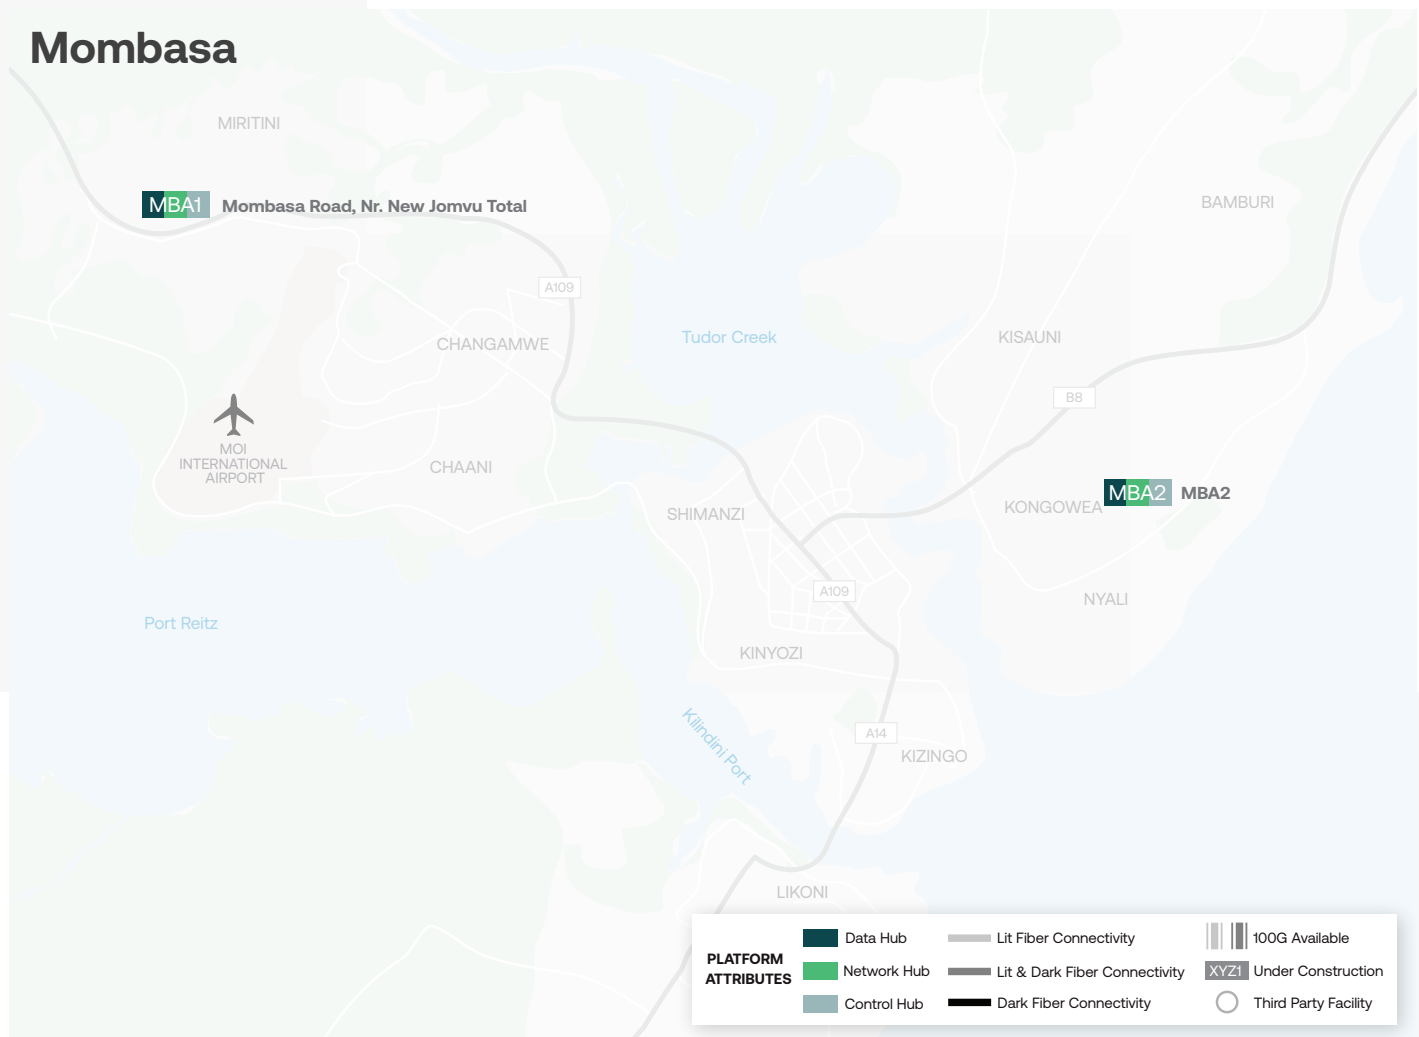 Mombasa
MIRITINI
MBA1 Mombasa Road, Nr. New Jomvu Total
BAMBURI
A109
CHANGAMWE
Tudor Creek
KISAUNI
B8
MOI
INTERNATIONAL
AIRPORT
CHAANI
SHIMANZI
KONGOWEA
MBA2 MBA2
A109
NYALI
Port Reitz
KINYOZI
Kilindini Port
A14
KIZINGO
LIKONI
PLATFORM
ATTRIBUTES
Data Hub
Network Hub
Control Hub
Lit Fiber Connectivity
Lit & Dark Fiber Connectivity
Dark Fiber Connectivity
100G Available
XYZ1 Under Construction
Third Party Facility